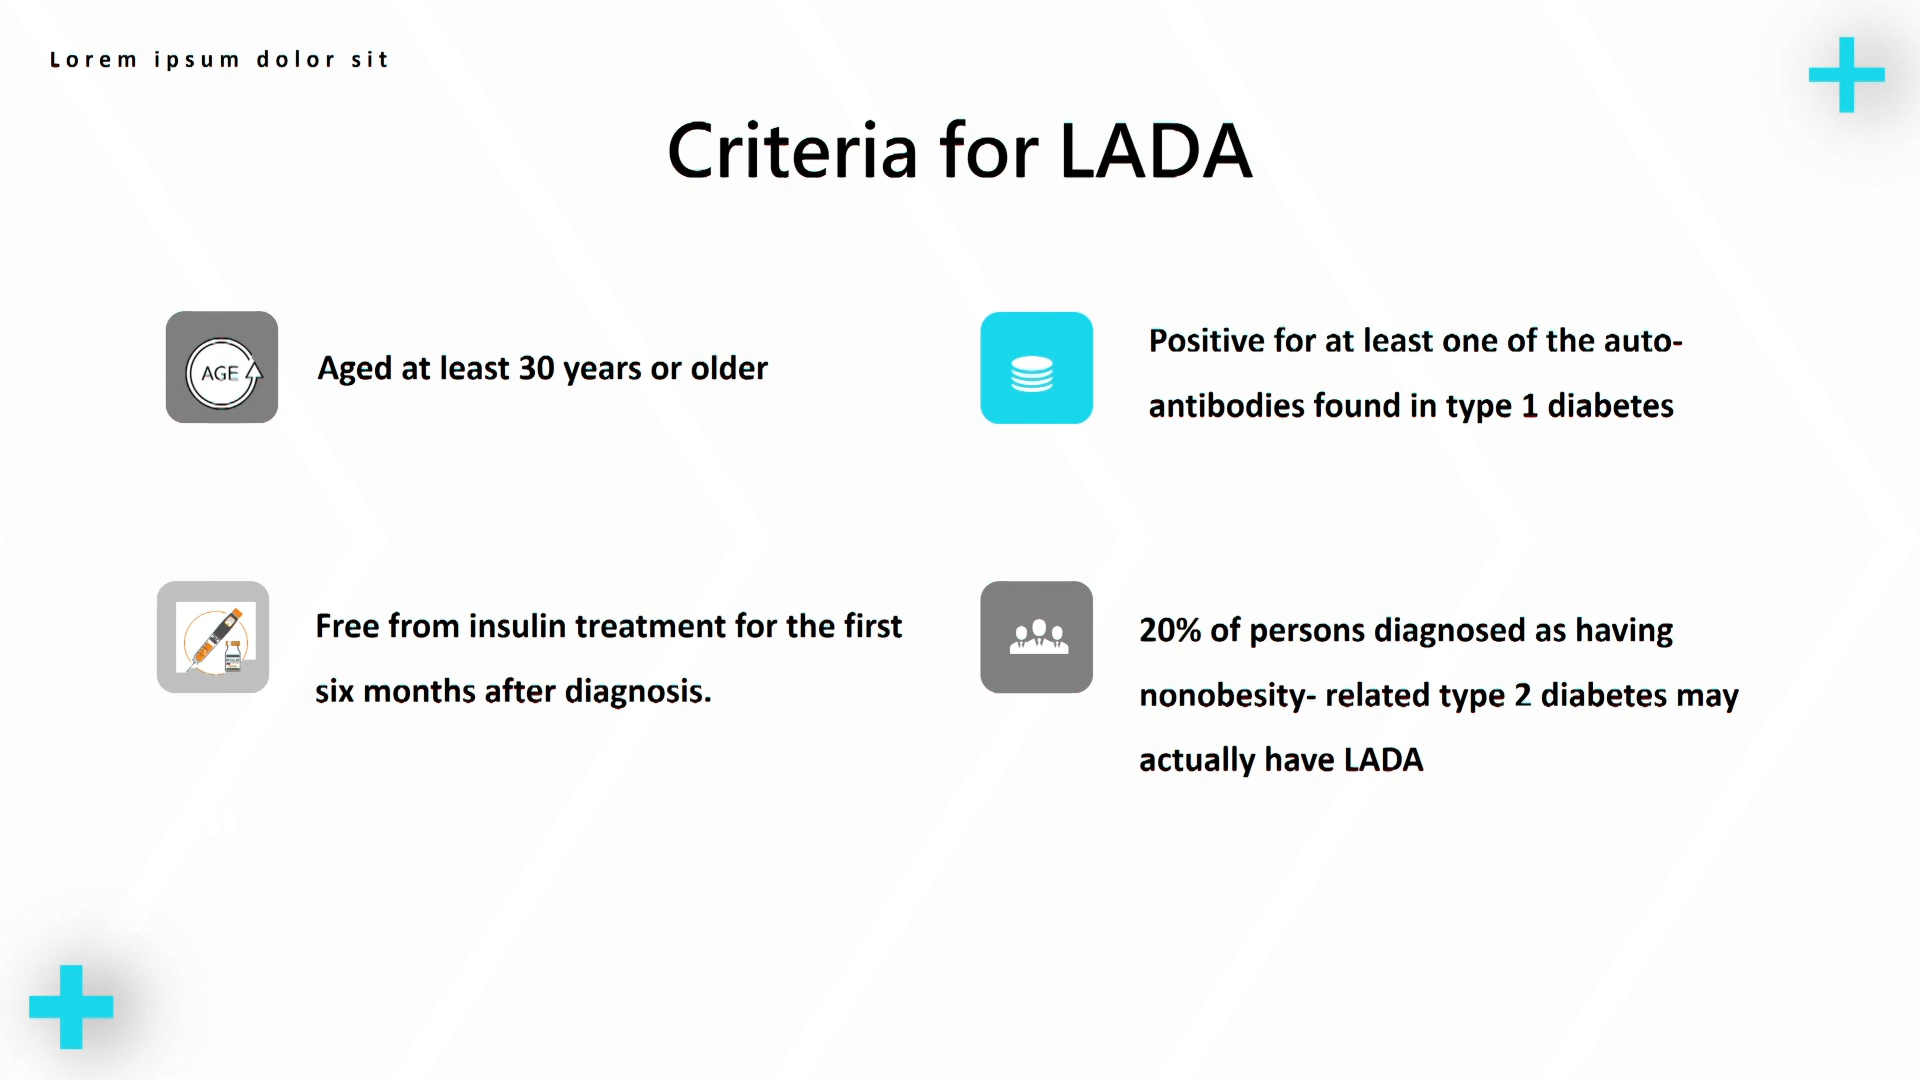 Lorem ipsum dolor sit
Criteria for LADA
AGE
Aged at least 30 years or older
Positive for at least one of the auto-
antibodies found in type 1 diabetes
Free from insulin treatment for the first
six months after diagnosis.
20% of persons diagnosed as having
nonobesity- related type 2 diabetes may
actually have LADA